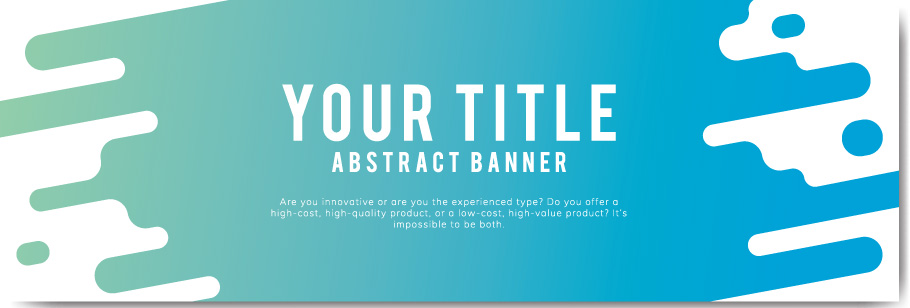 YOUR TITLE
ABSTRACT BANNER
Are you innovative or are you the experienced type? Do you offer a
high-cost, high-quality product, or a low-cost, high-value product? It's
impossible to be both.